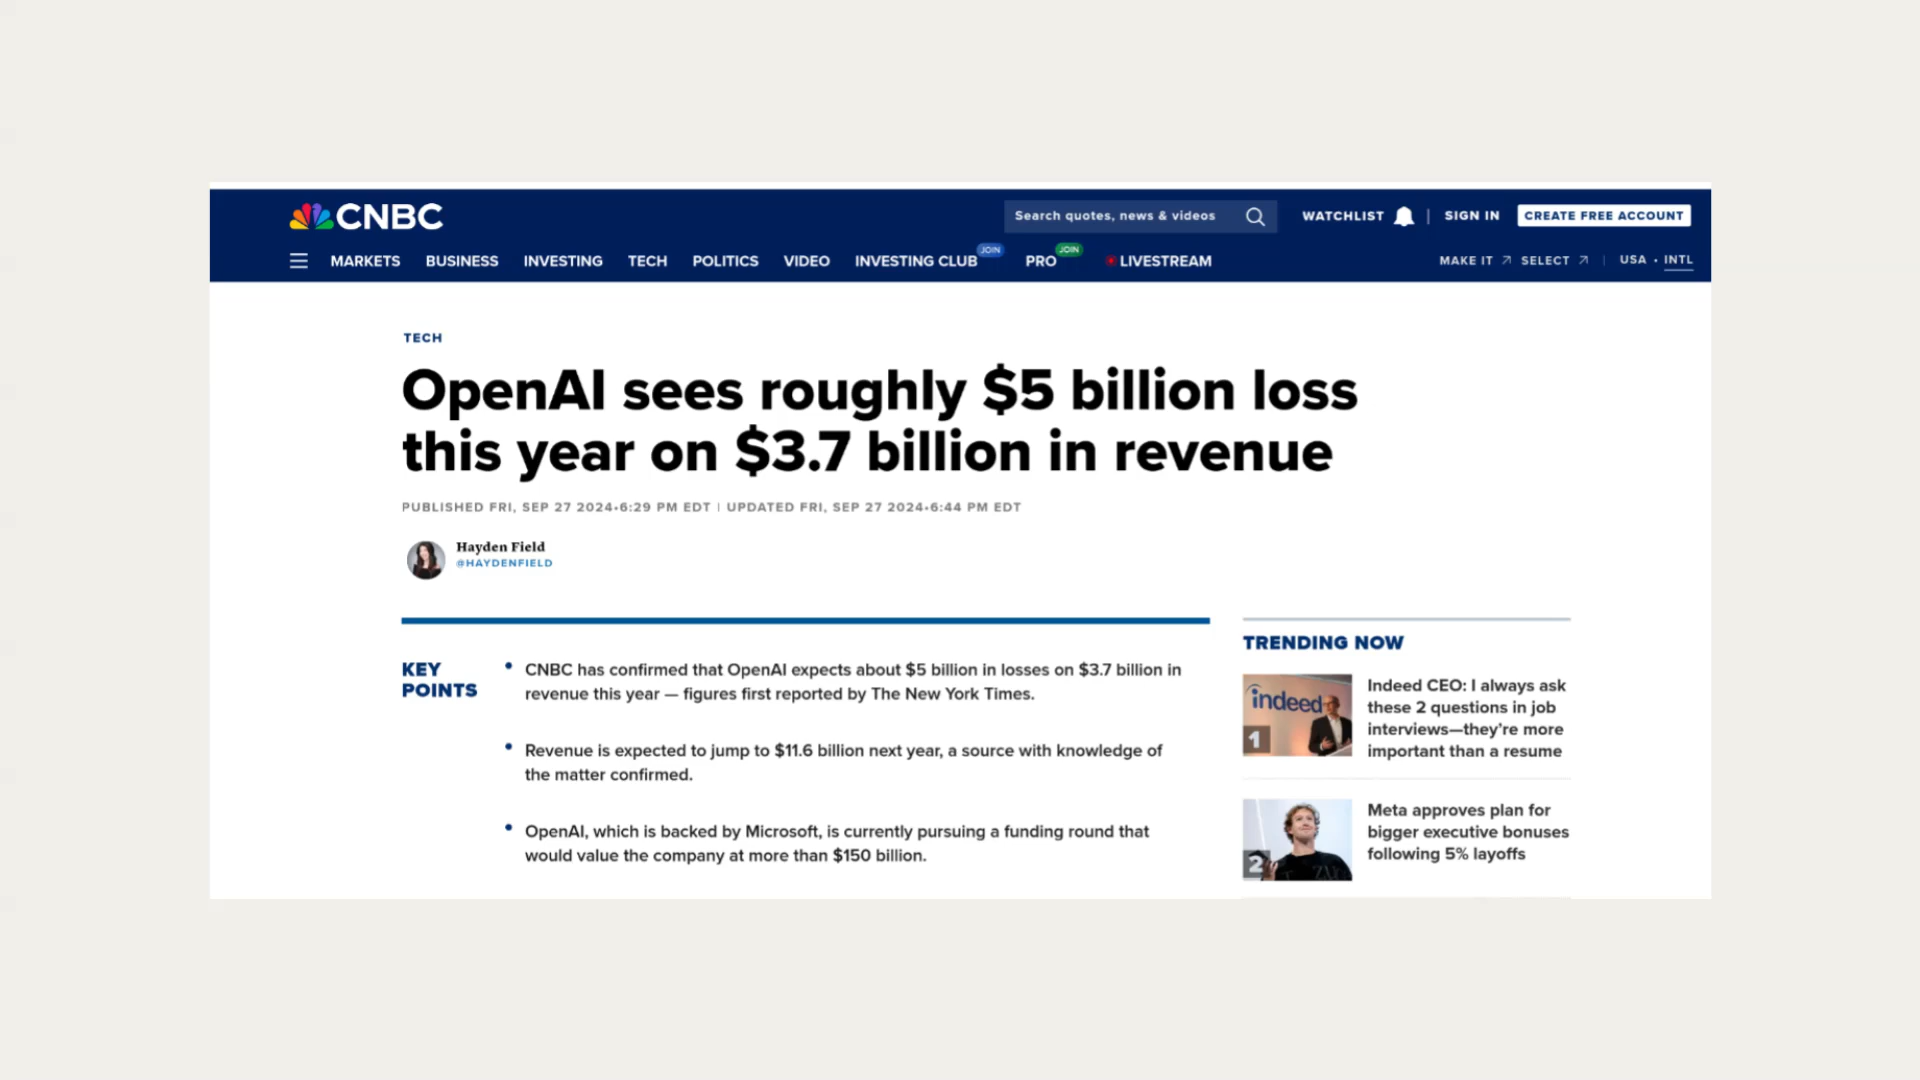 CNBC
Search quotes, news & videos
WATCHLIST
SIGN IN
CREATE FREE ACCOUNT
MARKETS
BUSINESS
INVESTING
TECH
POLITICS
VIDEO
INVESTING CLUB
JOIN
PRO
JOIN
LIVESTREAM
MAKE IT
SELECT
USA • INTL
TECH
OpenAI sees roughly $5 billion loss
this year on $3.7 billion in revenue
PUBLISHED FRI, SEP 27 2024•6:29 PM EDT | UPDATED FRI, SEP 27 2024•6:44 PM EDT
Hayden Field
@HAYDENFIELD
KEY
POINTS
• CNBC has confirmed that OpenAI expects about $5 billion in losses on $3.7 billion in
revenue this year — figures first reported by The New York Times.
• Revenue is expected to jump to $11.6 billion next year, a source with knowledge of
the matter confirmed.
• OpenAI, which is backed by Microsoft, is currently pursuing a funding round that
would value the company at more than $150 billion.
TRENDING NOW
indeed
1
Indeed CEO: I always ask
these 2 questions in job
interviews—they’re more
important than a resume
2
Meta approves plan for
bigger executive bonuses
following 5% layoffs